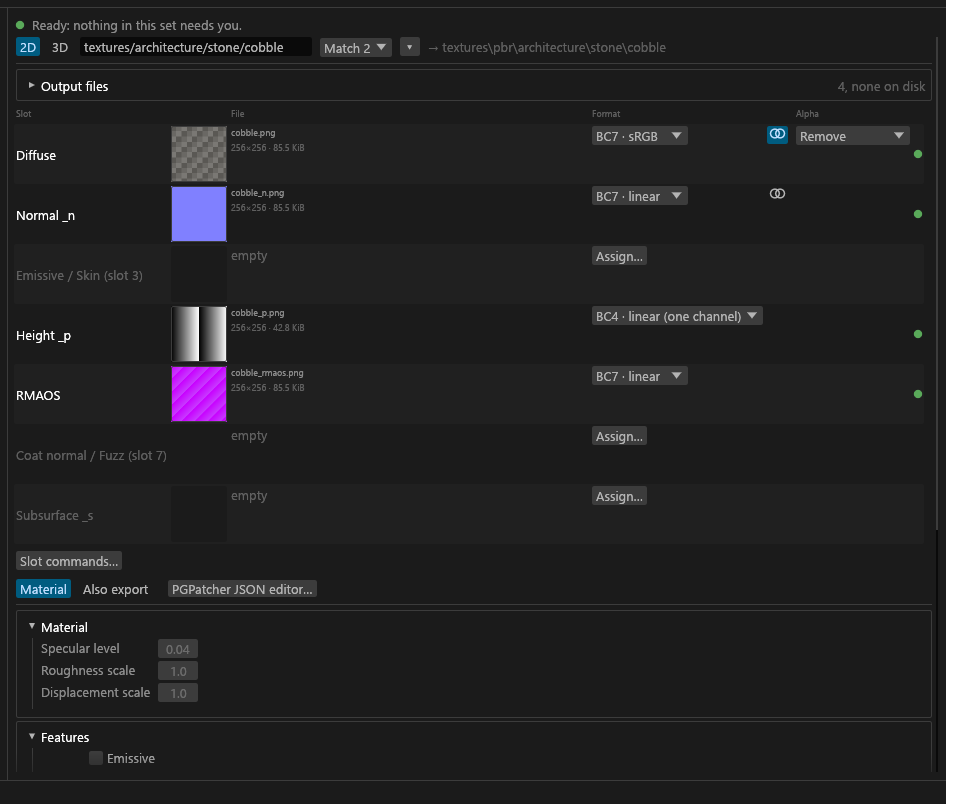 Ready: nothing in this set needs you.
2D 3D textures/architecture/stone/cobble Match 2 → textures\pbr\architecture\stone\cobble
Output files 4, none on disk
Slot File Format Alpha
Diffuse cobble.png BC7 · sRGB Remove
256×256 · 85.5 KiB
Normal _n cobble_n.png BC7 · linear
256×256 · 85.5 KiB
Emissive / Skin (slot 3) empty Assign...
Height _p cobble_p.png BC4 · linear (one channel)
256×256 · 42.8 KiB
RMAOS cobble_rmaos.png BC7 · linear
256×256 · 85.5 KiB
Coat normal / Fuzz (slot 7) empty Assign...
Subsurface _s empty Assign...
Slot commands...
Material Also export PGPatcher JSON editor...
Material
Specular level 0.04
Roughness scale 1.0
Displacement scale 1.0
Features
Emissive